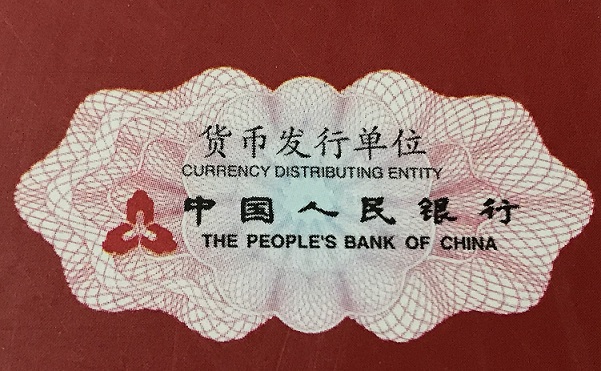 货币发行单位
CURRENCY DISTRIBUTING ENTITY
中国人民银行
THE PEOPLE'S BANK OF CHINA